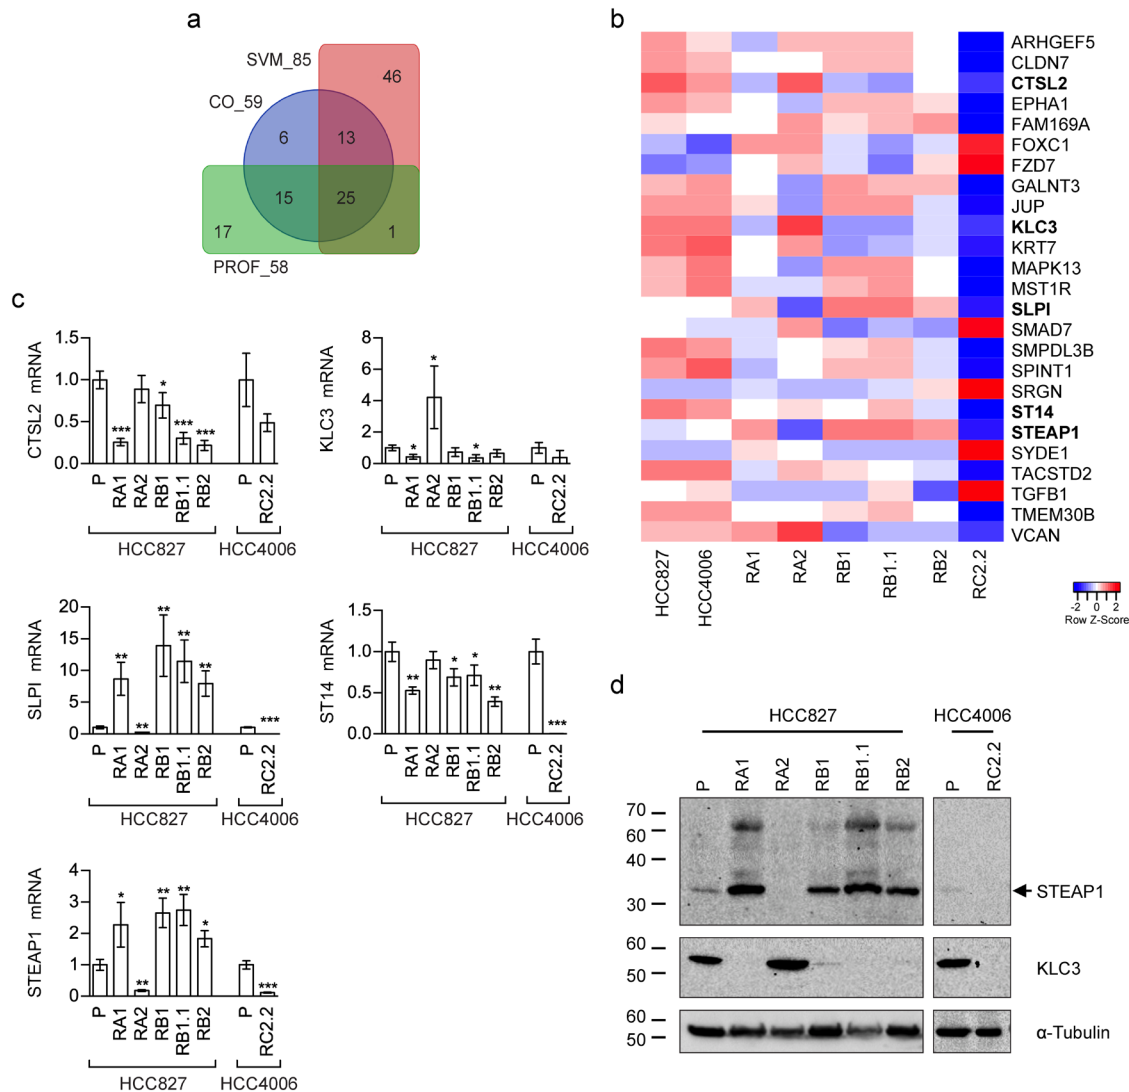 a
SVM_85
46
CO_59
6
13
15
25
17
1
PROF_58
b
ARHGEF5
CLDN7
CTSL2
EPHA1
FAM169A
FOXC1
FZD7
GALNT3
JUP
KLC3
KRT7
MAPK13
MST1R
SLPI
SMAD7
SMPDL3B
SPINT1
SRGN
ST14
STEAP1
SYDE1
TACSTD2
TGFB1
TMEM30B
VCAN
HCC827
HCC4006
RA1
RA2
RB1
RB1.1
RB2
RC2.2
-2 0 2
Row Z-Score
c
CTSL2 mRNA
1.5
1.0
0.5
0.0
***
*
***
***
P
RA1
RA2
RB1
RB1.1
RB2
P
RC2.2
HCC827
HCC4006
KLC3 mRNA
8
6
4
2
0
*
*
*
P
RA1
RA2
RB1
RB1.1
RB2
P
RC2.2
HCC827
HCC4006
SLPI mRNA
20
15
10
5
0
**
**
**
**
**
***
P
RA1
RA2
RB1
RB1.1
RB2
P
RC2.2
HCC827
HCC4006
ST14 mRNA
1.5
1.0
0.5
0.0
**
*
*
**
***
P
RA1
RA2
RB1
RB1.1
RB2
P
RC2.2
HCC827
HCC4006
STEAP1 mRNA
4
3
2
1
0
*
**
**
**
*
***
P
RA1
RA2
RB1
RB1.1
RB2
P
RC2.2
HCC827
HCC4006
d
HCC827
HCC4006
P
RA1
RA2
RB1
RB1.1
RB2
P
RC2.2
70
60
40
30
STEAP1
60
50
KLC3
60
50
α-Tubulin